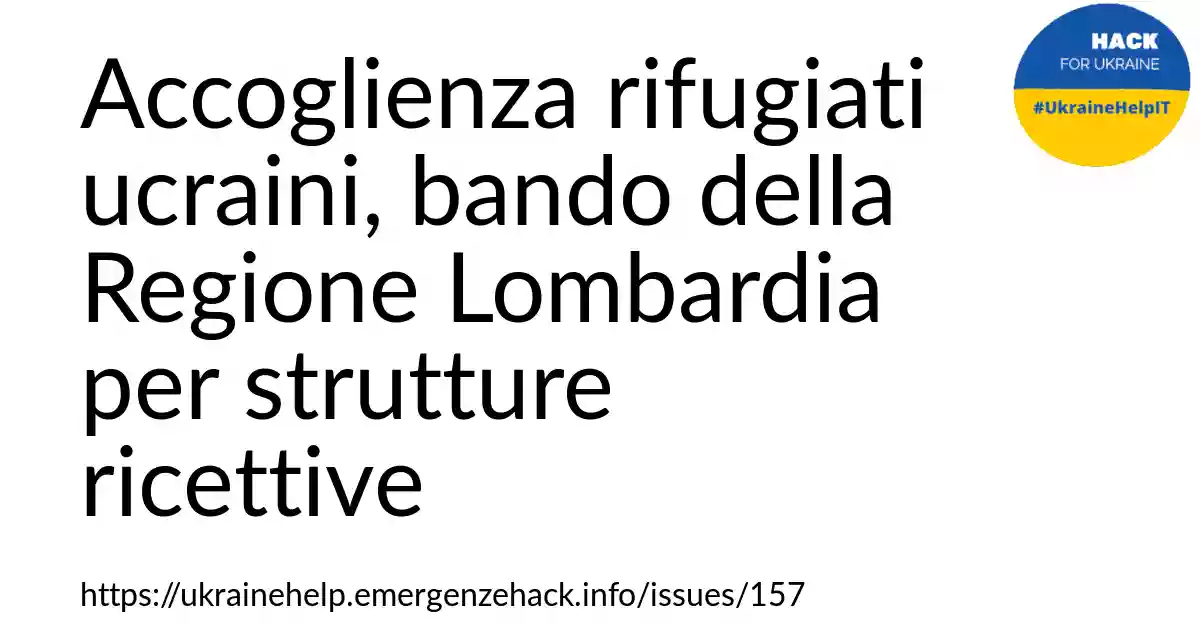 Accoglienza rifugiati
ucraini, bando della
Regione Lombardia
per strutture
ricettive
https://ukrainehelp.emergenzehack.info/issues/157
HACK
FOR UKRAINE
#UkraineHelpIT